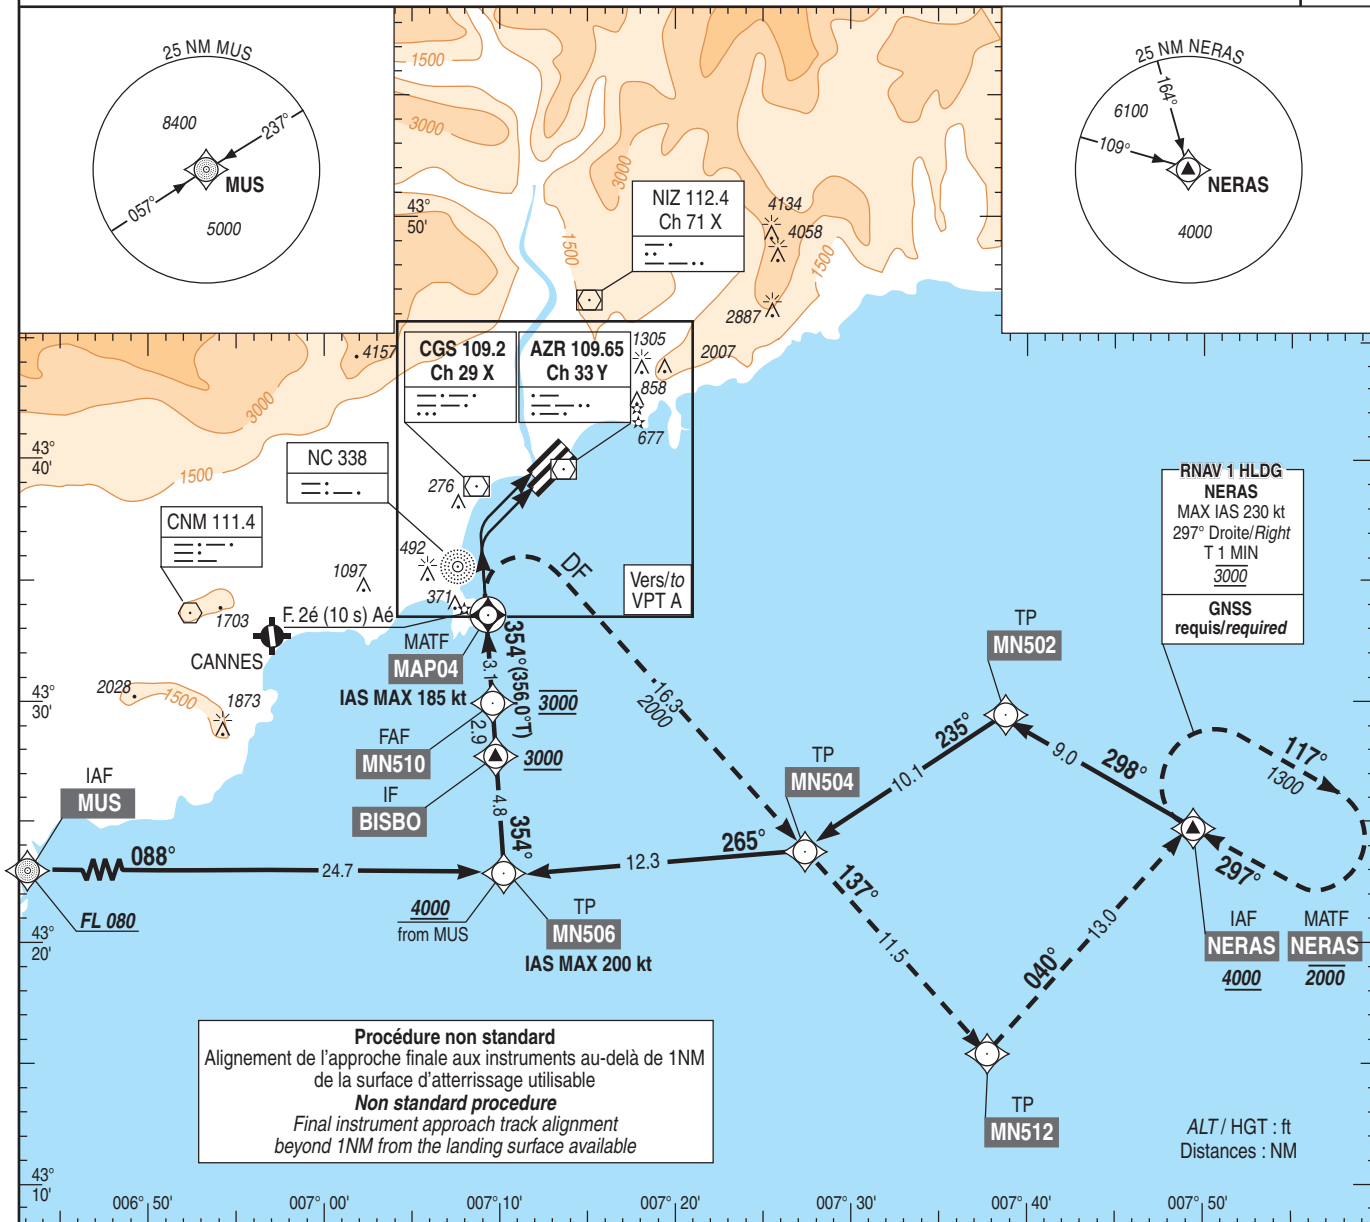 25 NM MUS
8400
237°
MUS
057°
5000
25 NM NERAS
164°
6100
109°
NERAS
4000
1500
3000
3000
1500
1500
43°
50'
NIZ 112.4
Ch 71 X
4134
4058
2887
4157
3000
1500
CGS 109.2
Ch 29 X
AZR 109.65
Ch 33 Y
1305
2007
858
677
43°
40'
NC 338
276
CNM 111.4
492
1097
371
1703
F. 2é (10 s) Aé
CANNES
DF
Vers/to
VPT A
RNAV 1 HLDG
NERAS
MAX IAS 230 kt
297° Droite/Right
T 1 MIN
3000
GNSS
requis/required
MATF
MAP04
IAS MAX 185 kt
354°(356.0°T)
3.1
3000
2028
1500
1873
43°
30'
FAF
MN510
2.9
3000
IF
BISBO
4.8
354°
16.3
2000
TP
MN502
235°
10.1
9.0
298°
117°
1300
297°
TP
MN504
IAF
MUS
088°
24.7
FL 080
265°
12.3
4000
from MUS
TP
MN506
IAS MAX 200 kt
137°
11.5
040°
13.0
IAF
NERAS
4000
MATF
NERAS
2000
43°
20'
TP
MN512
Procédure non standard
Alignement de l'approche finale aux instruments au-delà de 1NM
de la surface d'atterrissage utilisable
Non standard procedure
Final instrument approach track alignment
beyond 1NM from the landing surface available
ALT / HGT : ft
Distances : NM
43°
10'
006° 50'
007° 00'
007° 10'
007° 20'
007° 30'
007° 40'
007° 50'